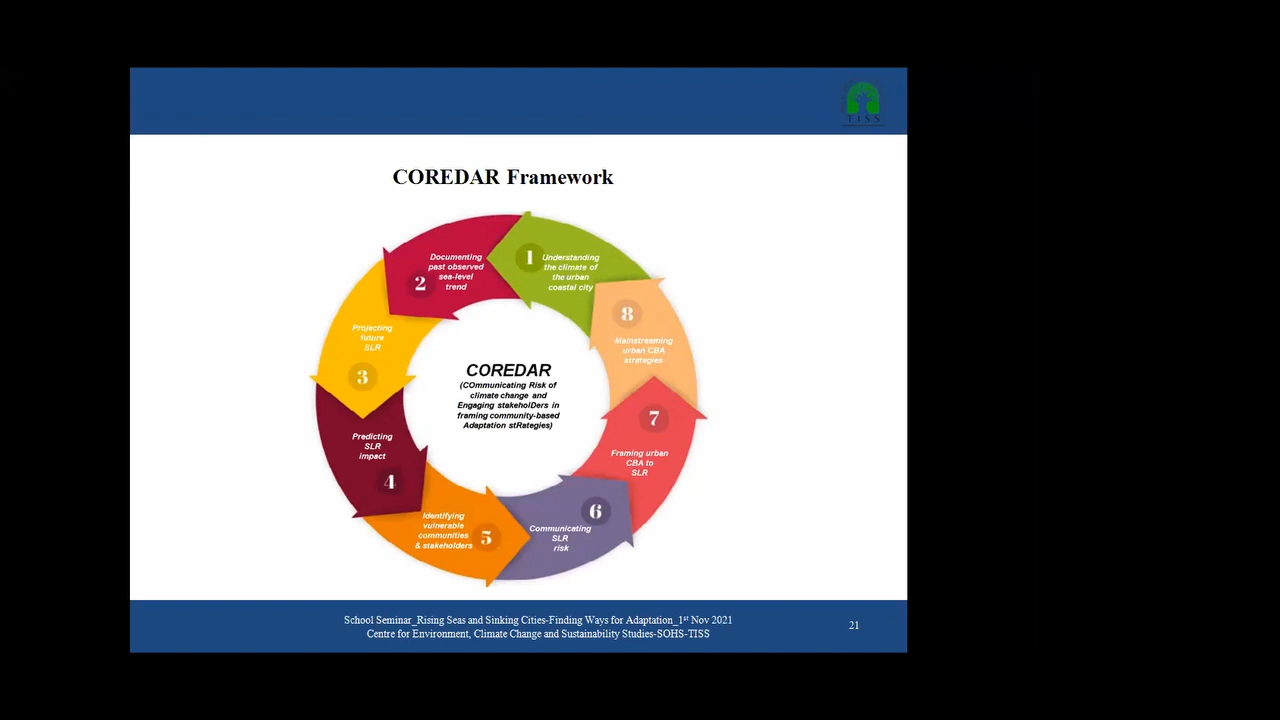 TISS
COREDAR Framework
1
Understanding
the climate of
the urban
coastal city
2
Documenting
past observed
sea-level
trend
3
Projecting
future
SLR
4
Predicting
SLR
impact
5
Identifying
vulnerable
communities
& stakeholders
6
Communicating
SLR
risk
7
Framing urban
CBA to
SLR
8
Mainstreaming
urban CBA
strategies
COREDAR
(COmmunicating Risk of
climate change and
Engaging stakeholDers in
framing community-based
Adaptation stRategies)
School Seminar_Rising Seas and Sinking Cities-Finding Ways for Adaptation_1st Nov 2021
Centre for Environment, Climate Change and Sustainability Studies-SOHS-TISS
21